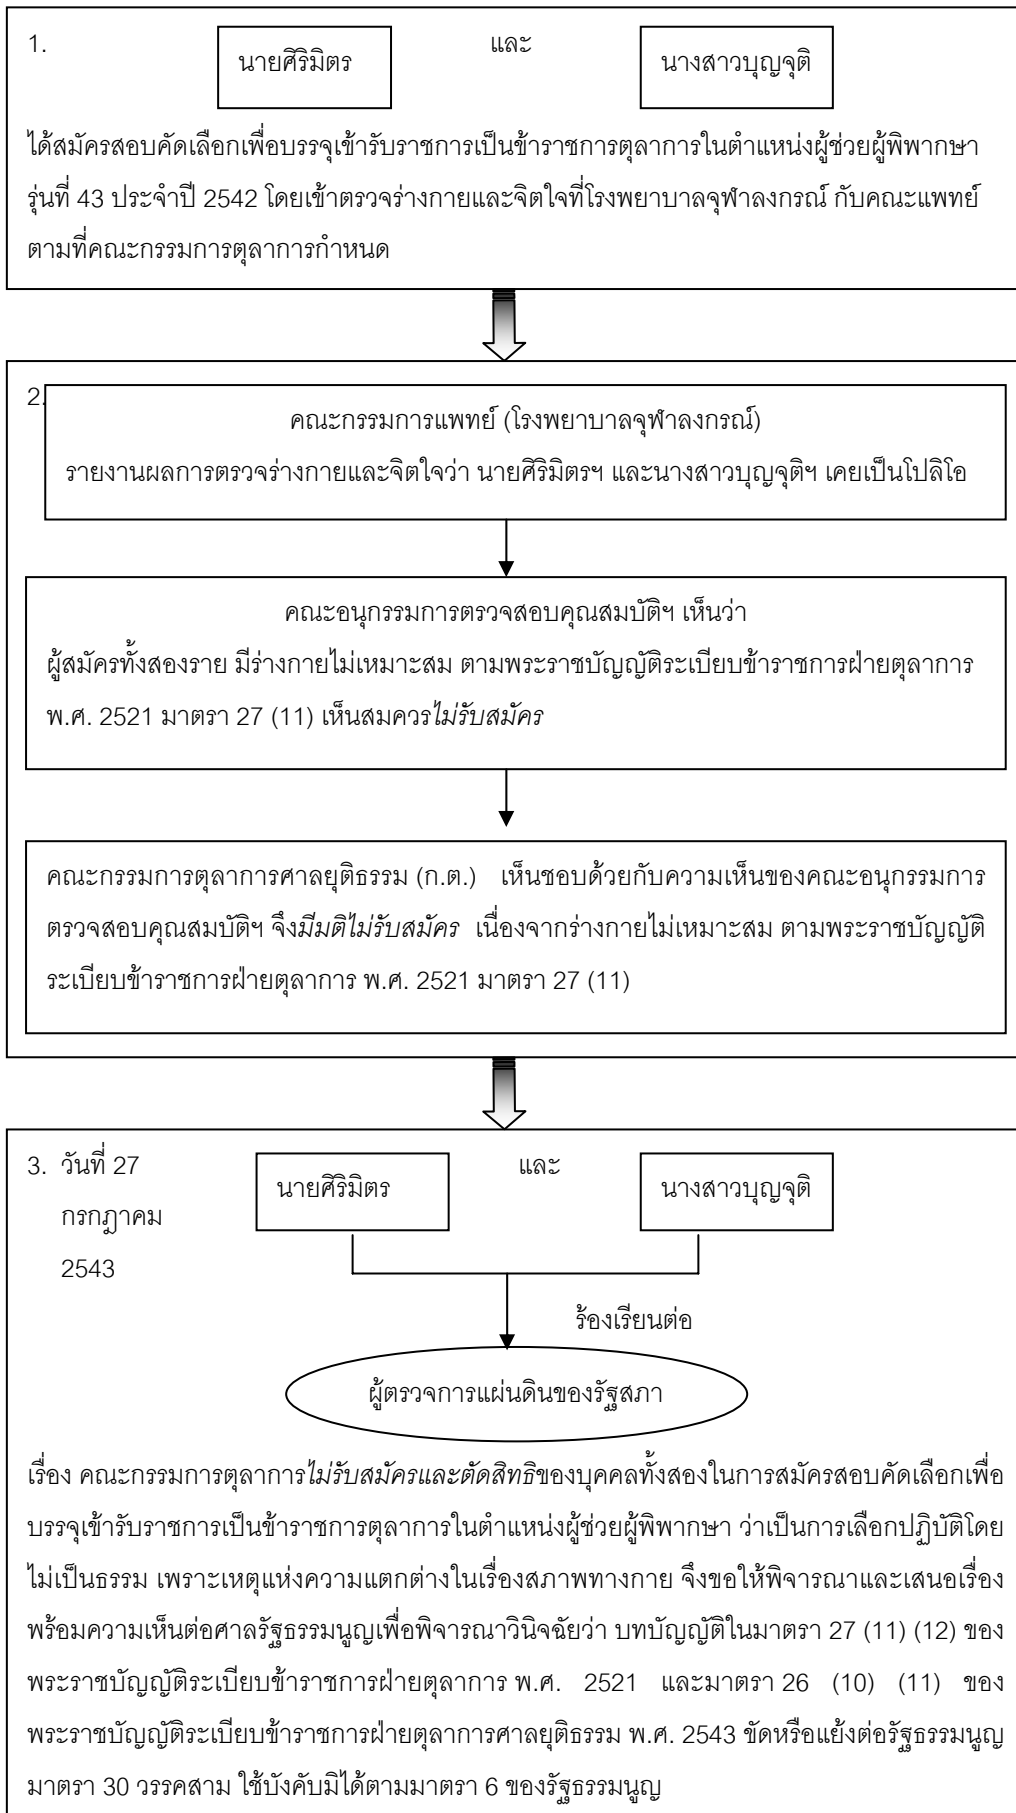 1. นายศิริมิตร และ นางสาวบุญจุติ
ได้สมัครสอบคัดเลือกเพื่อบรรจุเข้ารับราชการเป็นข้าราชการตุลาการในตำแหน่งผู้ช่วยผู้พิพากษา
รุ่นที่ 43 ประจำปี 2542 โดยเข้าตรวจร่างกายและจิตใจที่โรงพยาบาลจุฬาลงกรณ์ กับคณะแพทย์
ตามที่คณะกรรมการตุลาการกำหนด
2.
คณะกรรมการแพทย์ (โรงพยาบาลจุฬาลงกรณ์)
รายงานผลการตรวจร่างกายและจิตใจว่า นายศิริมิตรฯ และนางสาวบุญจุติฯ เคยเป็นโปลิโอ
คณะอนุกรรมการตรวจสอบคุณสมบัติฯ เห็นว่า
ผู้สมัครทั้งสองราย มีร่างกายไม่เหมาะสม ตามพระราชบัญญัติระเบียบข้าราชการฝ่ายตุลาการ
พ.ศ. 2521 มาตรา 27 (11) เห็นสมควรไม่รับสมัคร
คณะกรรมการตุลาการศาลยุติธรรม (ก.ต.) เห็นชอบด้วยกับความเห็นของคณะอนุกรรมการ
ตรวจสอบคุณสมบัติฯ จึงมีมติไม่รับสมัคร เนื่องจากร่างกายไม่เหมาะสม ตามพระราชบัญญัติ
ระเบียบข้าราชการฝ่ายตุลาการ พ.ศ. 2521 มาตรา 27 (11)
3. วันที่ 27 นายศิริมิตร และ นางสาวบุญจุติ
กรกฎาคม
2543
ร้องเรียนต่อ
ผู้ตรวจการแผ่นดินของรัฐสภา
เรื่อง คณะกรรมการตุลาการไม่รับสมัครและตัดสิทธิของบุคคลทั้งสองในการสมัครสอบคัดเลือกเพื่อ
บรรจุเข้ารับราชการเป็นข้าราชการตุลาการในตำแหน่งผู้ช่วยผู้พิพากษา ว่าเป็นการเลือกปฏิบัติโดย
ไม่เป็นธรรม เพราะเหตุแห่งความแตกต่างในเรื่องสภาพทางกาย จึงขอให้พิจารณาและเสนอเรื่อง
พร้อมความเห็นต่อศาลรัฐธรรมนูญเพื่อพิจารณาวินิจฉัยว่า บทบัญญัติในมาตรา 27 (11) (12) ของ
พระราชบัญญัติระเบียบข้าราชการฝ่ายตุลาการ พ.ศ. 2521 และมาตรา 26 (10) (11) ของ
พระราชบัญญัติระเบียบข้าราชการฝ่ายตุลาการศาลยุติธรรม พ.ศ. 2543 ขัดหรือแย้งต่อรัฐธรรมนูญ
มาตรา 30 วรรคสาม ใช้บังคับมิได้ตามมาตรา 6 ของรัฐธรรมนูญ